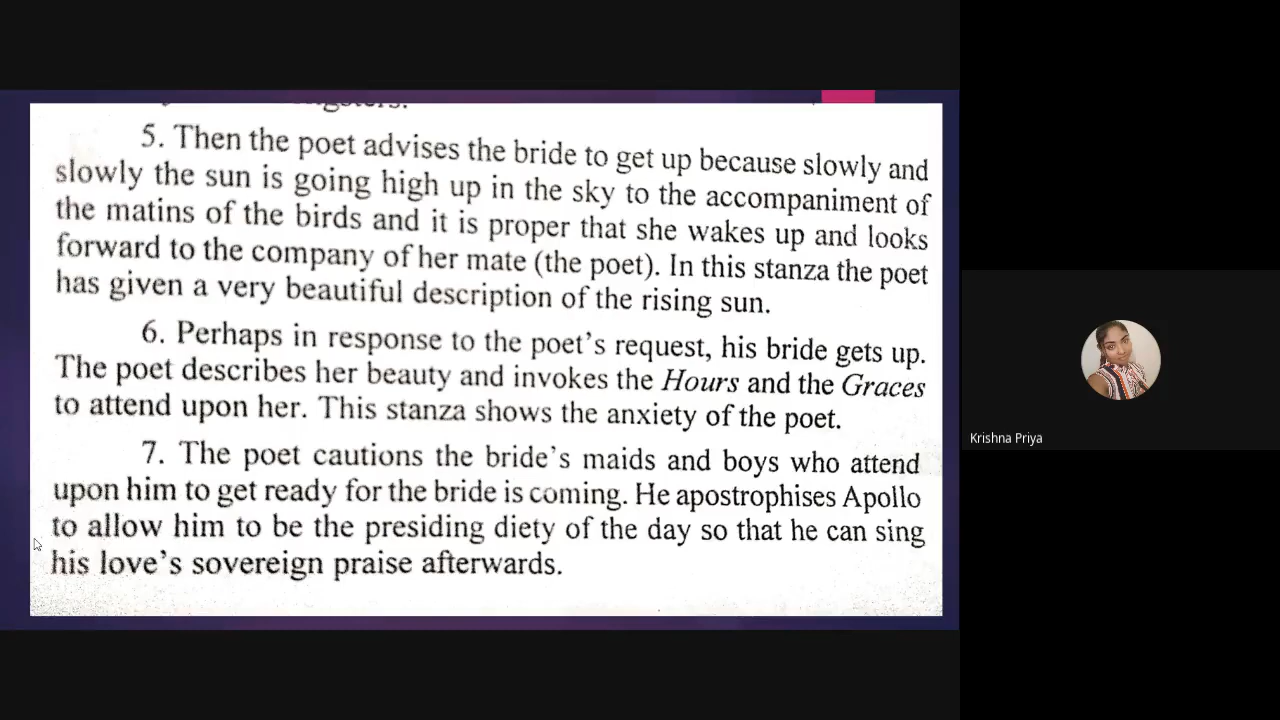 5. Then the poet advises the bride to get up because slowly and
slowly the sun is going high up in the sky to the accompaniment of
the matins of the birds and it is proper that she wakes up and looks
forward to the company of her mate (the poet). In this stanza the poet
has given a very beautiful description of the rising sun.
6. Perhaps in response to the poet's request, his bride gets up.
The poet describes her beauty and invokes the Hours and the Graces
to attend upon her. This stanza shows the anxiety of the poet.
7. The poet cautions the bride's maids and boys who attend
upon him to get ready for the bride is coming. He apostrophises Apollo
to allow him to be the presiding diety of the day so that he can sing
his love's sovereign praise afterwards.
Krishna Priya